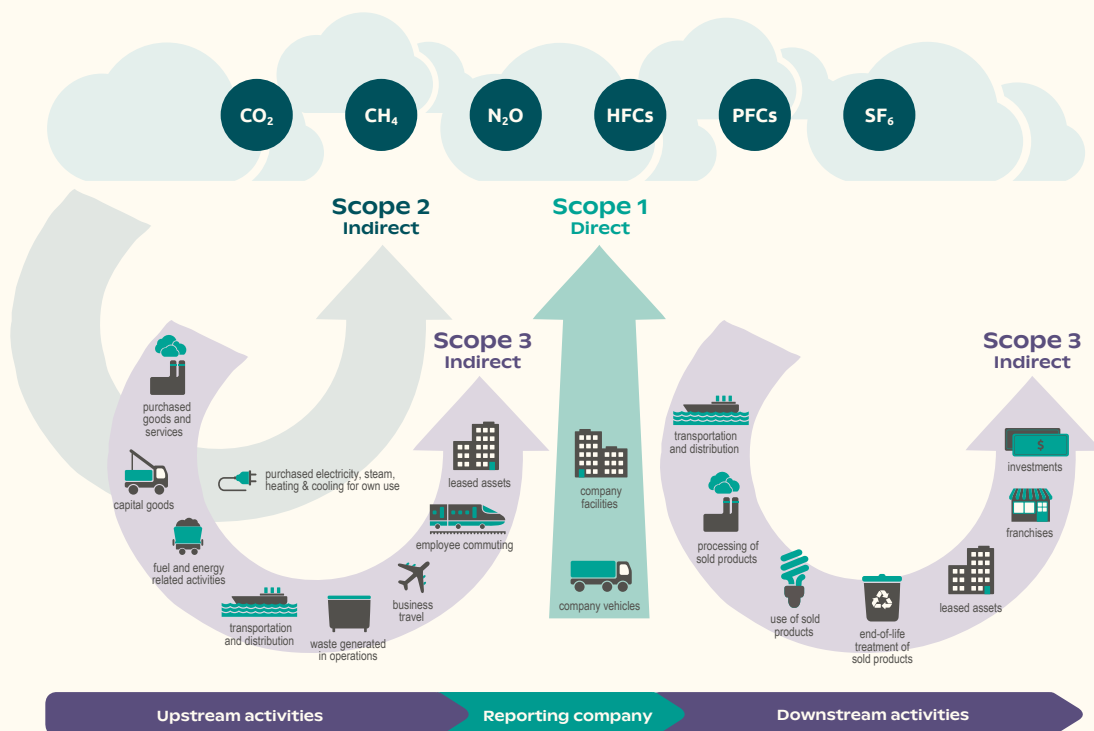 CO₂
CH₄
N₂O
HFCs
PFCs
SF₆
Scope 2
Indirect
Scope 1
Direct
Scope 3
Indirect
Scope 3
Indirect
purchased
goods and
services
capital goods
fuel and energy
related activities
purchased electricity, steam,
heating & cooling for own use
transportation
and distribution
waste generated
in operations
business
travel
employee commuting
leased assets
company
facilities
company vehicles
transportation
and distribution
processing of
sold products
use of sold
products
end-of-life
treatment of
sold products
leased assets
franchises
$
investments
Upstream activities
Reporting company
Downstream activities